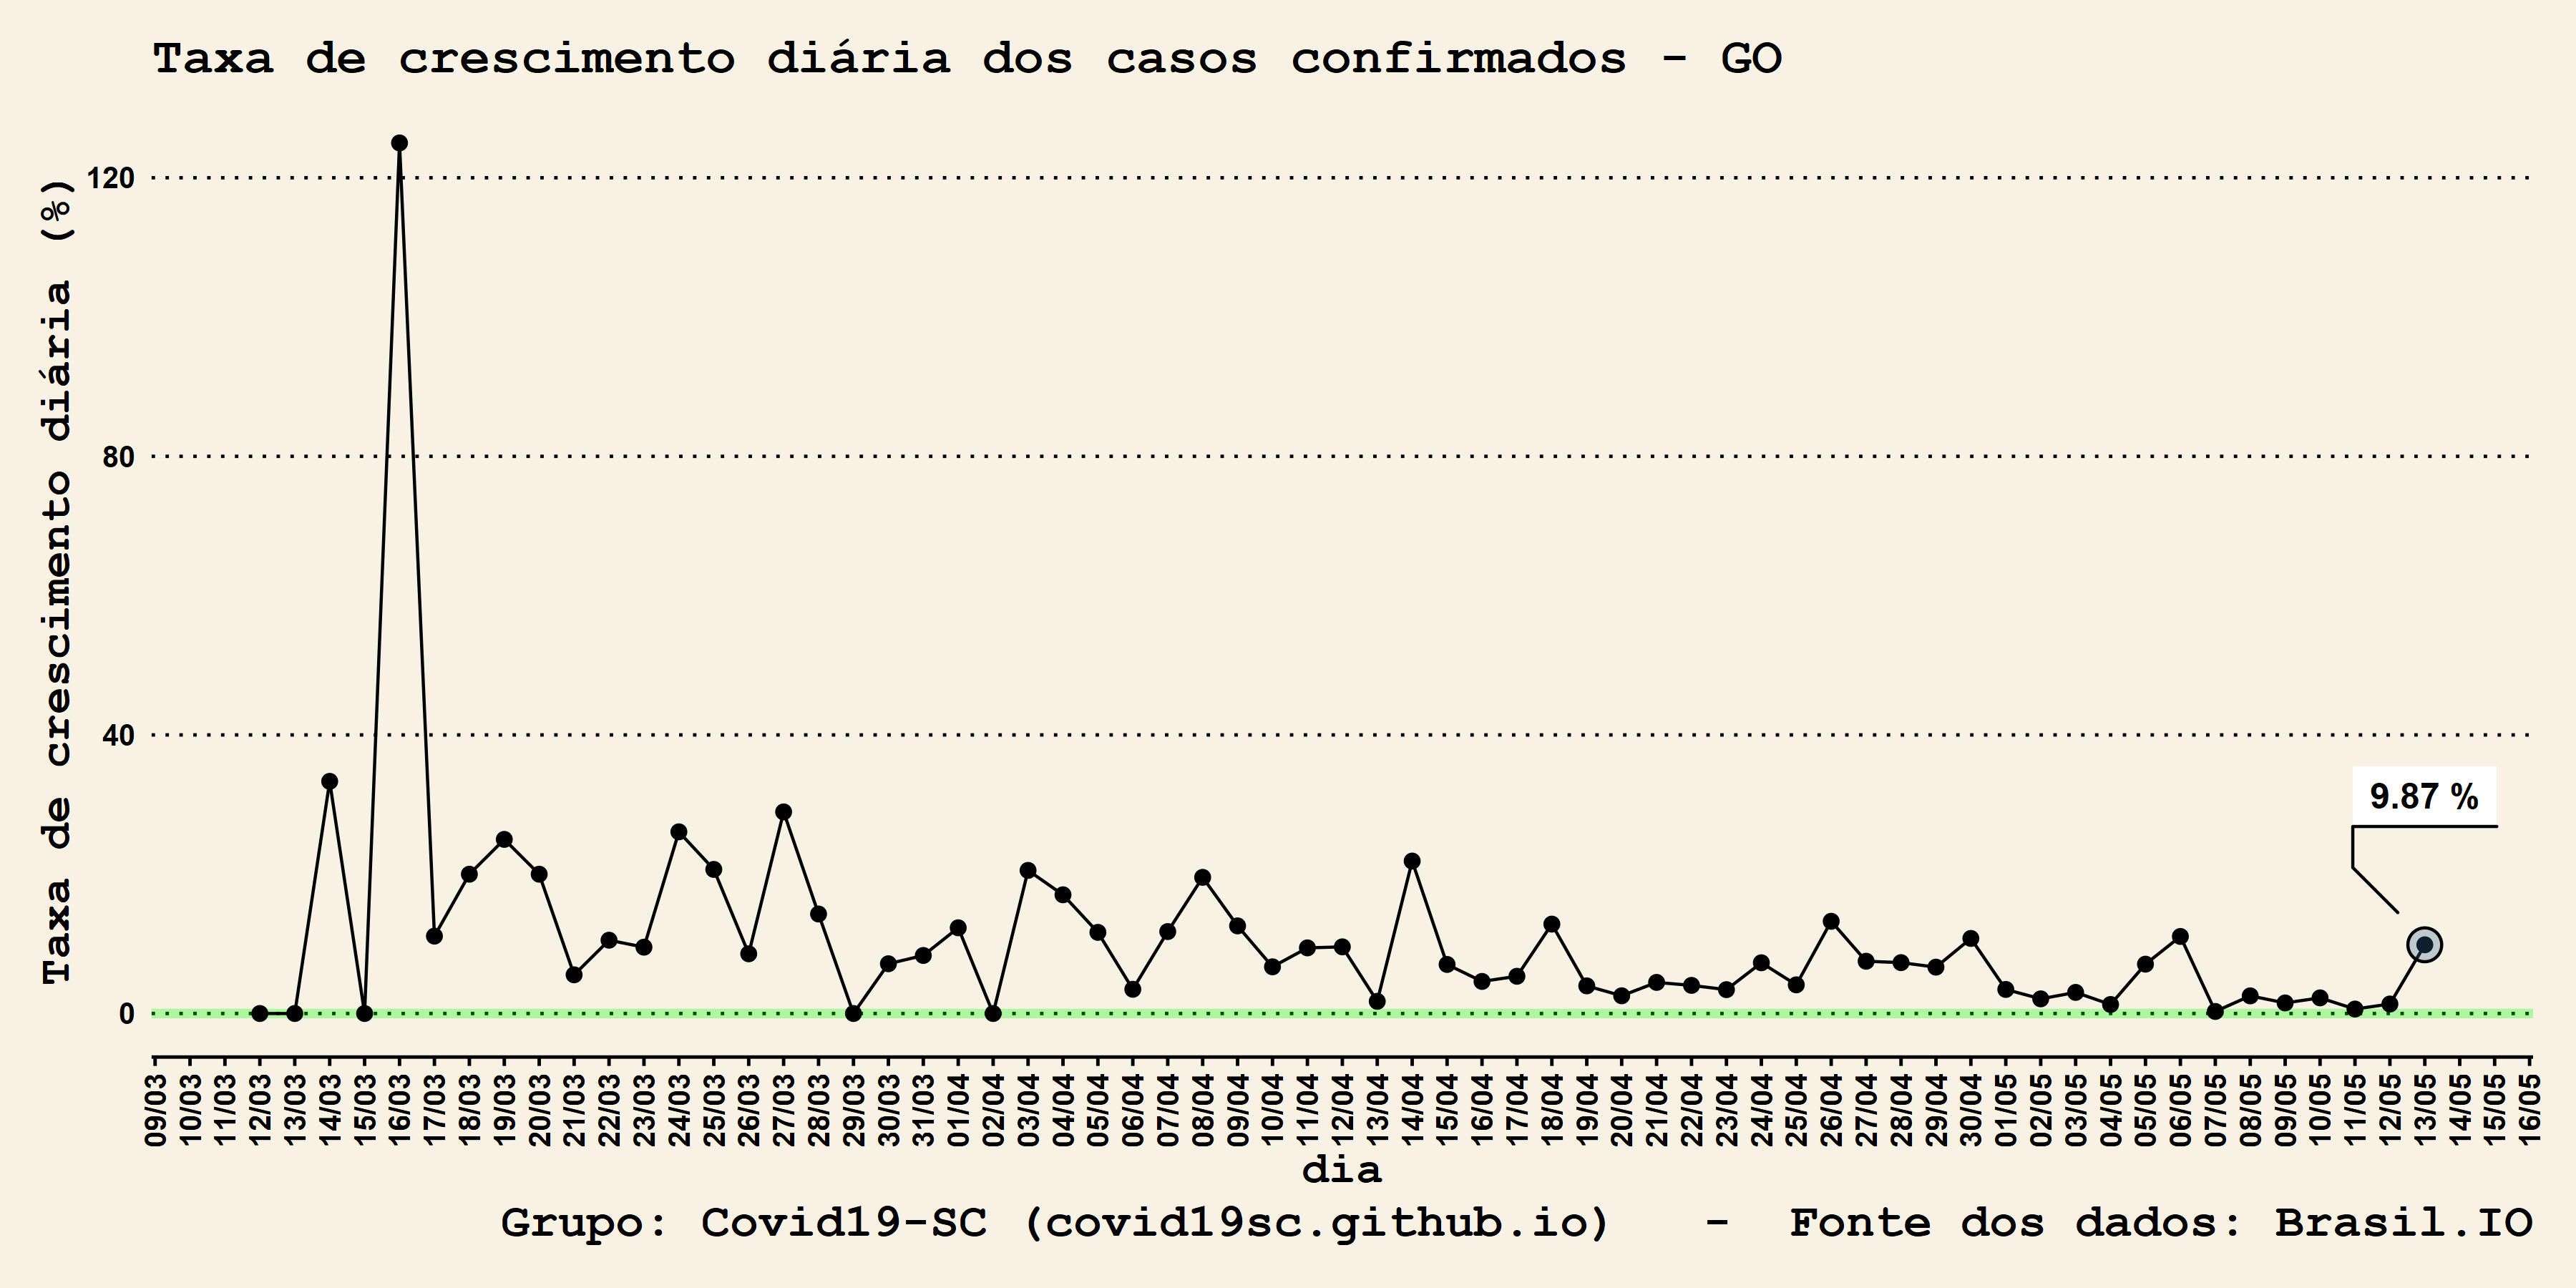 Taxa de crescimento diária dos casos confirmados - GO
Taxa de crescimento diária (%)
120
80
40
0
9.87 %
09/03 10/03 11/03 12/03 13/03 14/03 15/03 16/03 17/03 18/03 19/03 20/03 21/03 22/03 23/03 24/03 25/03 26/03 27/03 28/03 29/03 30/03 31/03 01/04 02/04 03/04 04/04 05/04 06/04 07/04 08/04 09/04 10/04 11/04 12/04 13/04 14/04 15/04 16/04 17/04 18/04 19/04 20/04 21/04 22/04 23/04 24/04 25/04 26/04 27/04 28/04 29/04 30/04 01/05 02/05 03/05 04/05 05/05 06/05 07/05 08/05 09/05 10/05 11/05 12/05 13/05 14/05 15/05 16/05
dia
Grupo: Covid19-SC (covid19sc.github.io) - Fonte dos dados: Brasil.IO